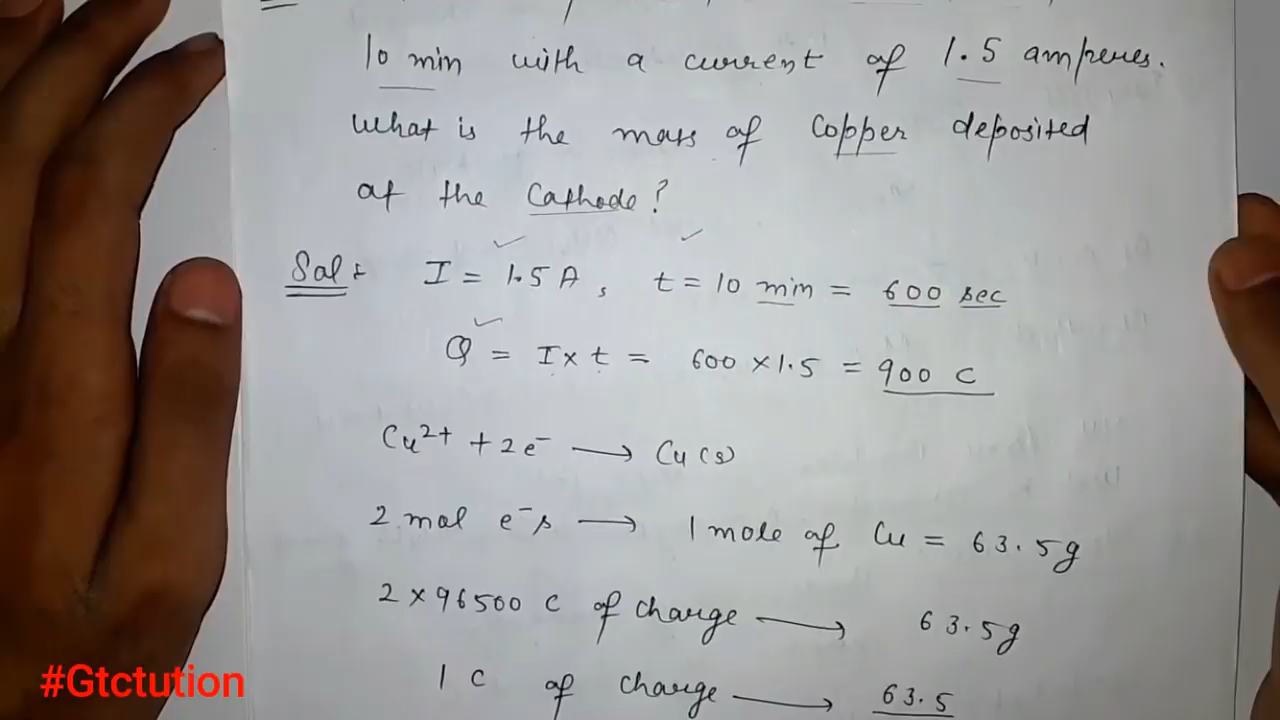 10 min with a current of 1.5 amperes.
What is the mass of copper deposited
at the Cathode?
Sol: I = 1.5 A, t = 10 min = 600 sec
Q = I × t = 600 × 1.5 = 900 C
Cu²⁺ + 2e⁻ → Cu(s)
2 mol e⁻s → 1 mole of Cu = 63.5g
2 × 96500 C of charge → 63.5g
1 C of charge → 63.5
#Gtctution